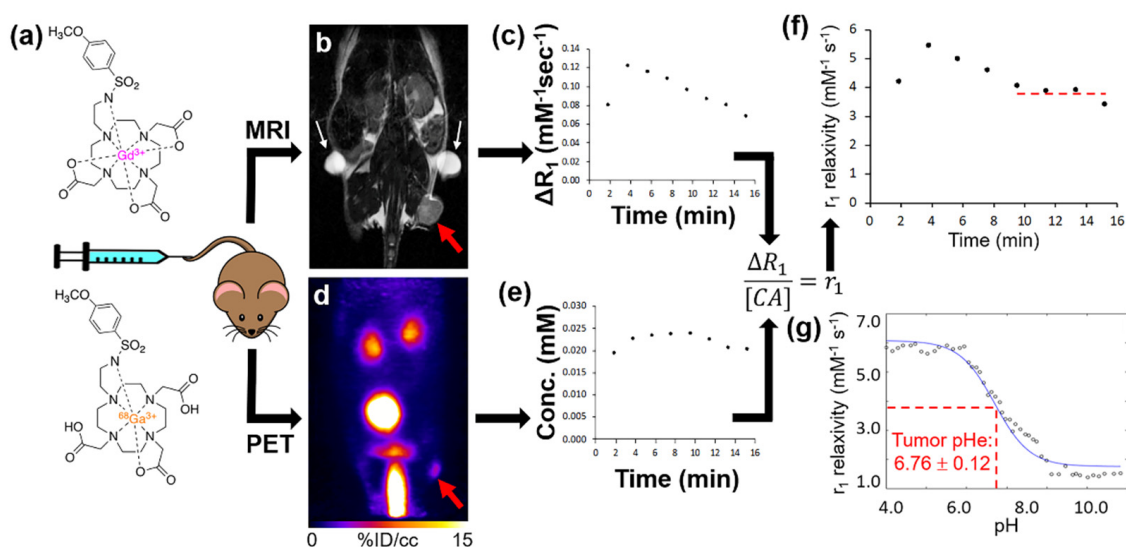 (a)
H₃CO
SO₂
N
N
N
N
N
Gd³⁺
O
O
O
O
O
O
H₃CO
SO₂
N
N
N
N
N
⁶⁸Ga³⁺
O
OH
HO
O
O
O
MRI
PET
b
d
0 %ID/cc 15
(c)
ΔR₁ (mM⁻¹sec⁻¹)
0.14
0.12
0.10
0.08
0.06
0.04
0.02
0.00
0 2 4 6 8 10 12 14 16
Time (min)
(e)
Conc. (mM)
0.030
0.025
0.020
0.015
0.010
0.005
0.000
0 2 4 6 8 10 12 14 16
Time (min)
ΔR₁
[CA]
= r₁
(f)
r₁ relaxivity (mM⁻¹ s⁻¹)
6
5
4
3
2
1
0
0 2 4 6 8 10 12 14 16
Time (min)
(g)
r₁ relaxivity (mM⁻¹ s⁻¹)
7.0
5.0
3.0
1.0
Tumor pHe:
6.76 ± 0.12
4.0 6.0 8.0 10.0
pH